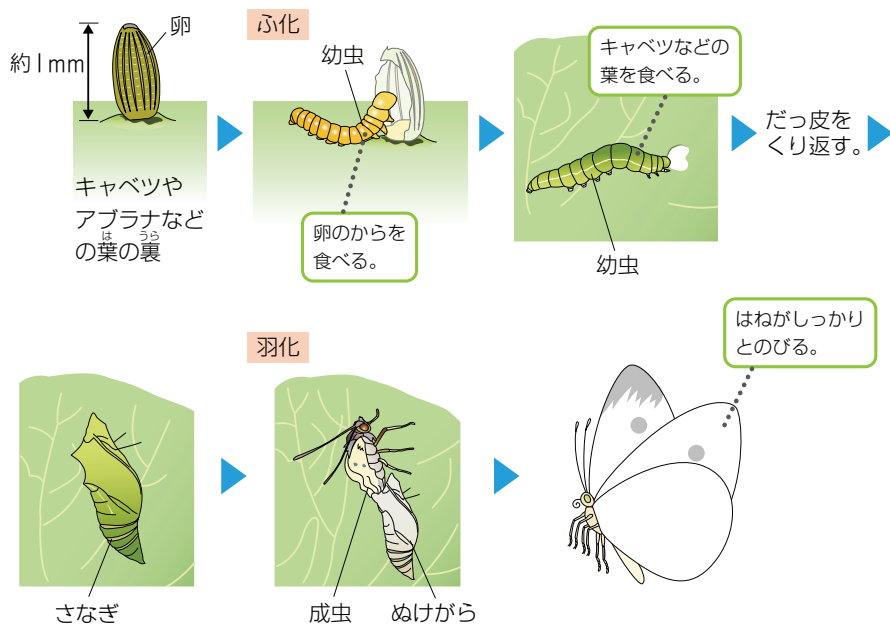 卵
約1mm
キャベツや
アブラナなど
の葉の裏
は
うら
ふ化
幼虫
卵のからを
食べる。
キャベツなどの
葉を食べる。
幼虫
だっ皮を
くり返す。
さなぎ
羽化
成虫
ぬけがら
はねがしっかり
とのびる。